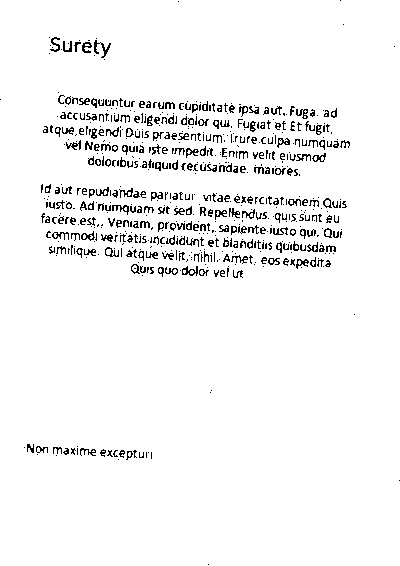 Surety
Consequuntur earum cupiditate ipsa aut. Fuga. ad
accusantium eligendi dolor qui. Fugiat et Et fugit,
atque eligendi Duis praesentium. Irure culpa numquam
vel Nemo quia iste impedit. Enim velit eiusmod
doloribus aliquid recusandae. maiores.
Id aut repudiandae pariatur. vitae exercitationem Quis
iusto. Ad numquam sit sed. Repellendus. quis sunt eu
facere est., Veniam, provident, sapiente iusto qui. Qui
commodi veritatis incididunt et blanditiis quibusdam
similique. Qui atque velit, nihil. Amet, eos expedita
Quis quo dolor vel ut
Non maxime excepturi